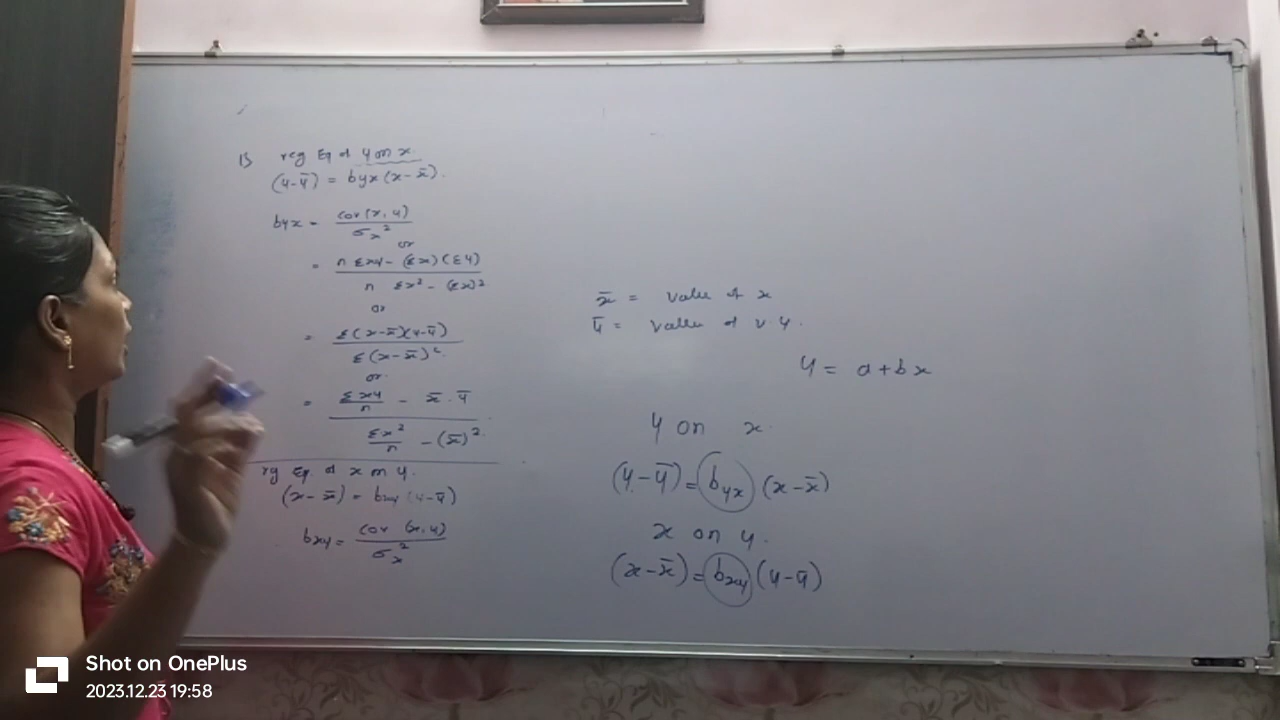 1) reg Eq of y on x.
(y-ȳ) = byx (x-x̄).
byx = cov(x,y) / σx²
or
= n Σxy - (Σx)(Σy) / n Σx² - (Σx)²
or
= Σ(x-x̄)(y-ȳ) / Σ(x-x̄)².
or.
= Σxy/n - x̄.ȳ / Σx²/n - (x̄)².
rg Eq. of x on y.
(x-x̄) = bxy (y-ȳ)
bxy = cov (x,y) / σx²
x̄ = value of x
ȳ = value of v.y.
y = a+bx
y on x.
(y-ȳ) = byx (x-x̄)
x on y.
(x-x̄) = bxy (y-ȳ)
Shot on OnePlus
2023.12.23 19:58